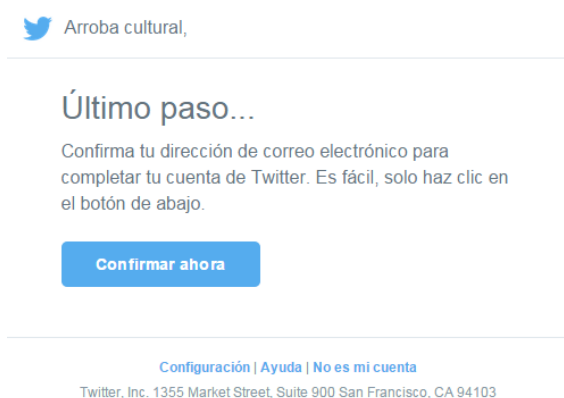 Arroba cultural,
Último paso...
Confirma tu dirección de correo electrónico para
completar tu cuenta de Twitter. Es fácil, solo haz clic en
el botón de abajo.
Confirmar ahora
Configuración | Ayuda | No es mi cuenta
Twitter, Inc. 1355 Market Street, Suite 900 San Francisco, CA 94103